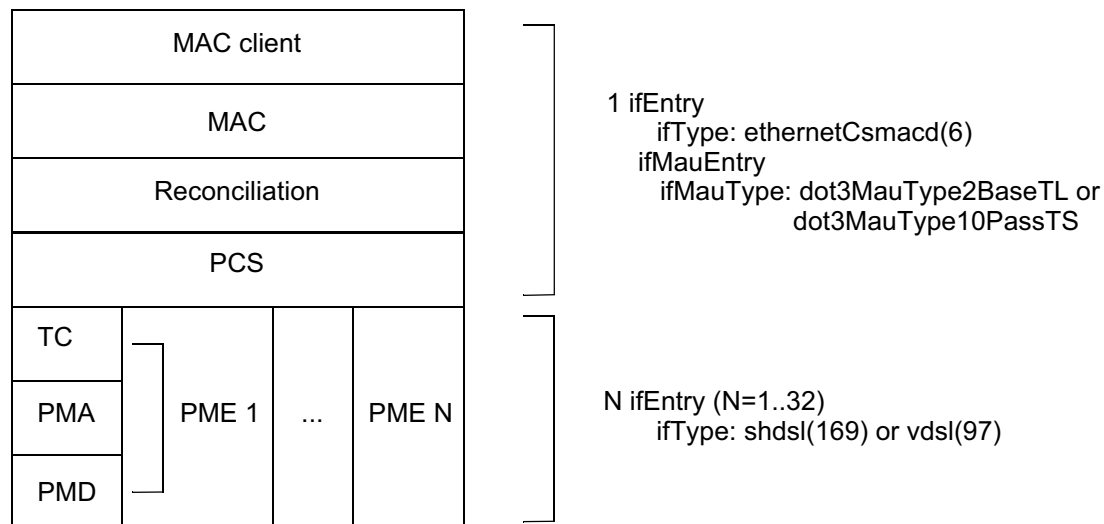 MAC client
MAC
Reconciliation
PCS
TC
PMA
PMD
PME 1
...
PME N
1 ifEntry
ifType: ethernetCsmacd(6)
ifMauEntry
ifMauType: dot3MauType2BaseTL or
dot3MauType10PassTS
N ifEntry (N=1..32)
ifType: shdsl(169) or vdsl(97)